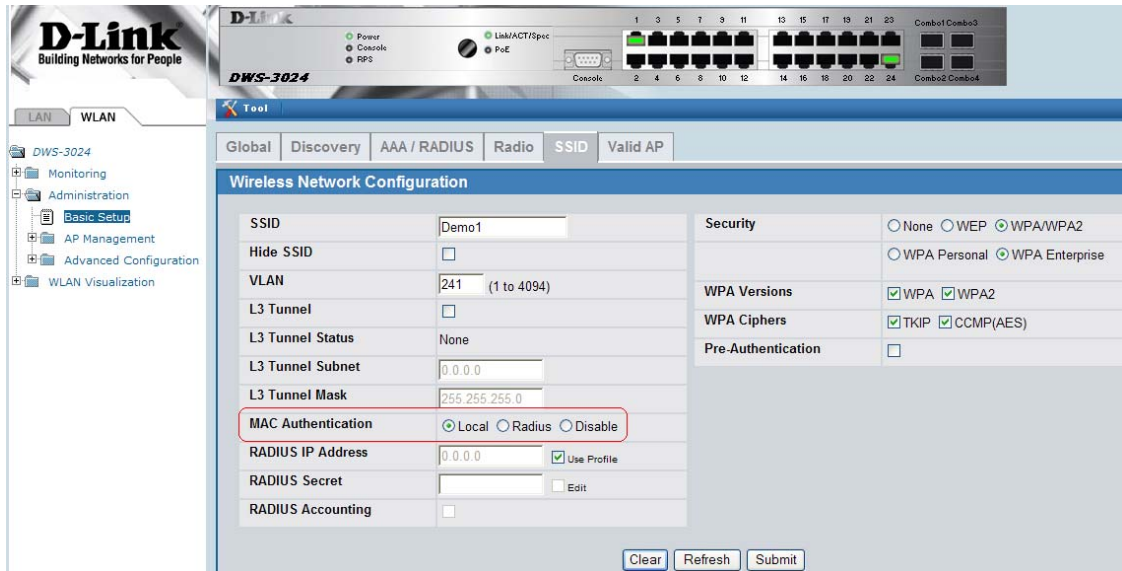 D-Link
Building Networks for People
D-Link
Power
Console
RPS
Link/ACT/Spec
PoE
Console
1 3 5 7 9 11 13 15 17 19 21 23 Combo1 Combo3
2 4 6 8 10 12 14 16 18 20 22 24 Combo2 Combo4
DWS-3024
LAN WLAN
Tool
DWS-3024
Monitoring
Administration
Basic Setup
AP Management
Advanced Configuration
WLAN Visualization
Global Discovery AAA / RADIUS Radio SSID Valid AP
Wireless Network Configuration
SSID Demo1
Hide SSID
VLAN 241 (1 to 4094)
L3 Tunnel
L3 Tunnel Status None
L3 Tunnel Subnet 0.0.0.0
L3 Tunnel Mask 255.255.255.0
MAC Authentication Local Radius Disable
RADIUS IP Address 0.0.0.0 Use Profile
RADIUS Secret Edit
RADIUS Accounting
Security None WEP WPA/WPA2
WPA Personal WPA Enterprise
WPA Versions WPA WPA2
WPA Ciphers TKIP CCMP(AES)
Pre-Authentication
Clear Refresh Submit